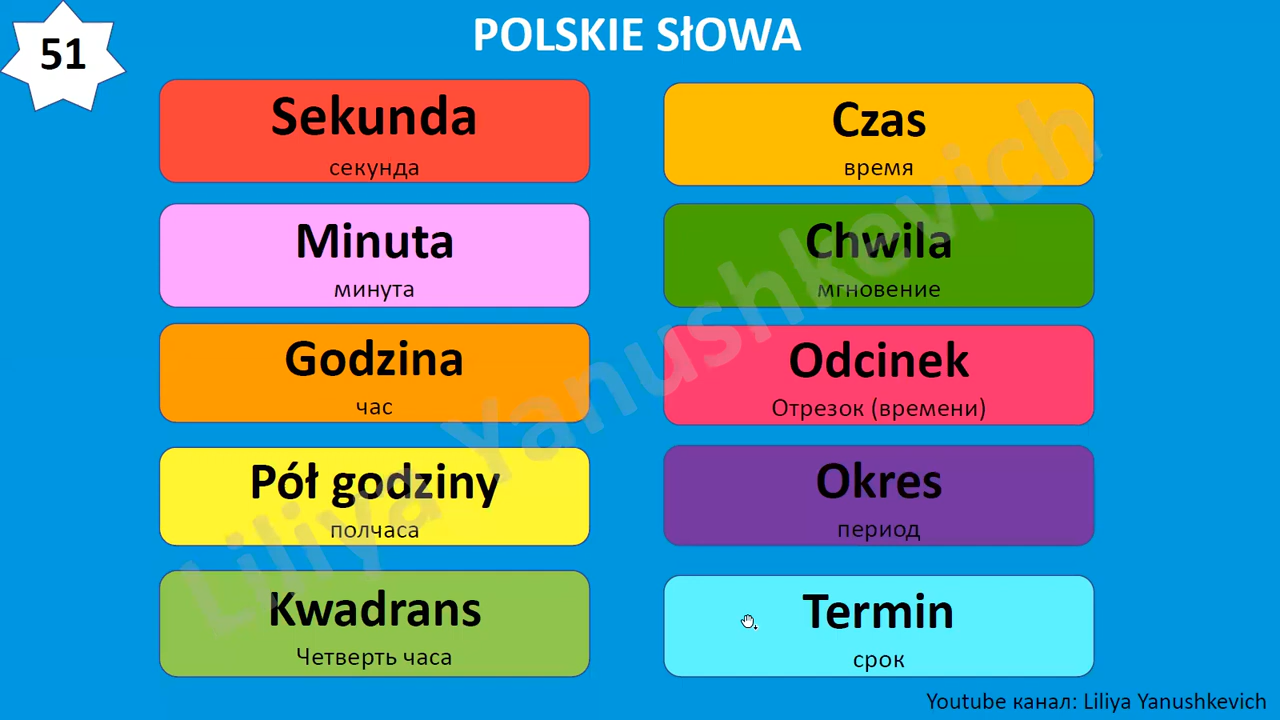 51
POLSKIE SłOWA
Sekunda
секунда
Minuta
минута
Godzina
час
Pół godziny
полчаса
Kwadrans
Четверть часа
Czas
время
Chwila
мгновение
Odcinek
Отрезок (времени)
Okres
период
Termin
срок
Liliya Yanushkevich
Youtube канал: Liliya Yanushkevich